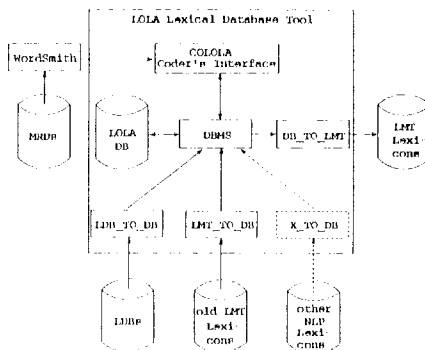 LOLA Lexical Database Tool
WordSmith
COLOLA
Coder's Interface
MRDs
LOLA
DB
DBMS
DB_TO_LMT
LMT
Lexi-
cons
LDB_TO_DB
LMT_TO_DB
X_TO_DB
LDBs
old LMT
Lexi-
cons
other
NLP
Lexi-
cons